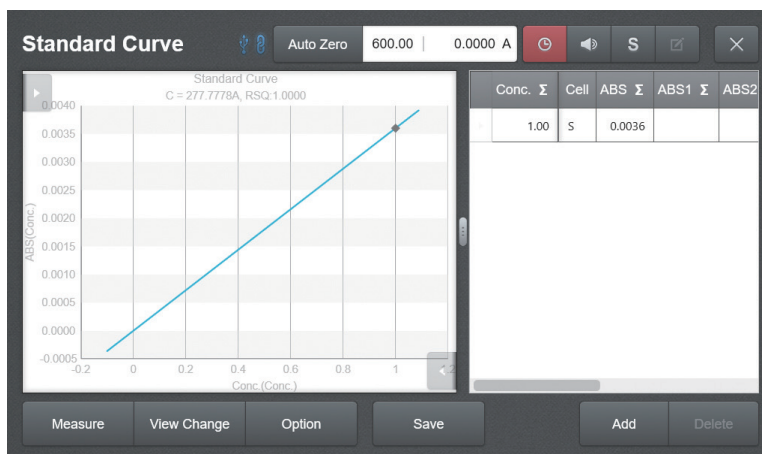 Standard Curve
Auto Zero
600.00
0.0000 A
S
Standard Curve
C = 277.7778A, RSQ:1.0000
Conc. Σ Cell ABS Σ ABS1 Σ ABS2
1.00 S 0.0036
0.0040
0.0035
0.0030
0.0025
0.0020
0.0015
0.0010
0.0005
0.0000
-0.0005
ABS(Conc.)
-0.2 0 0.2 0.4 0.6 0.8 1
Conc.(Conc.)
Measure
View Change
Option
Save
Add
Delete